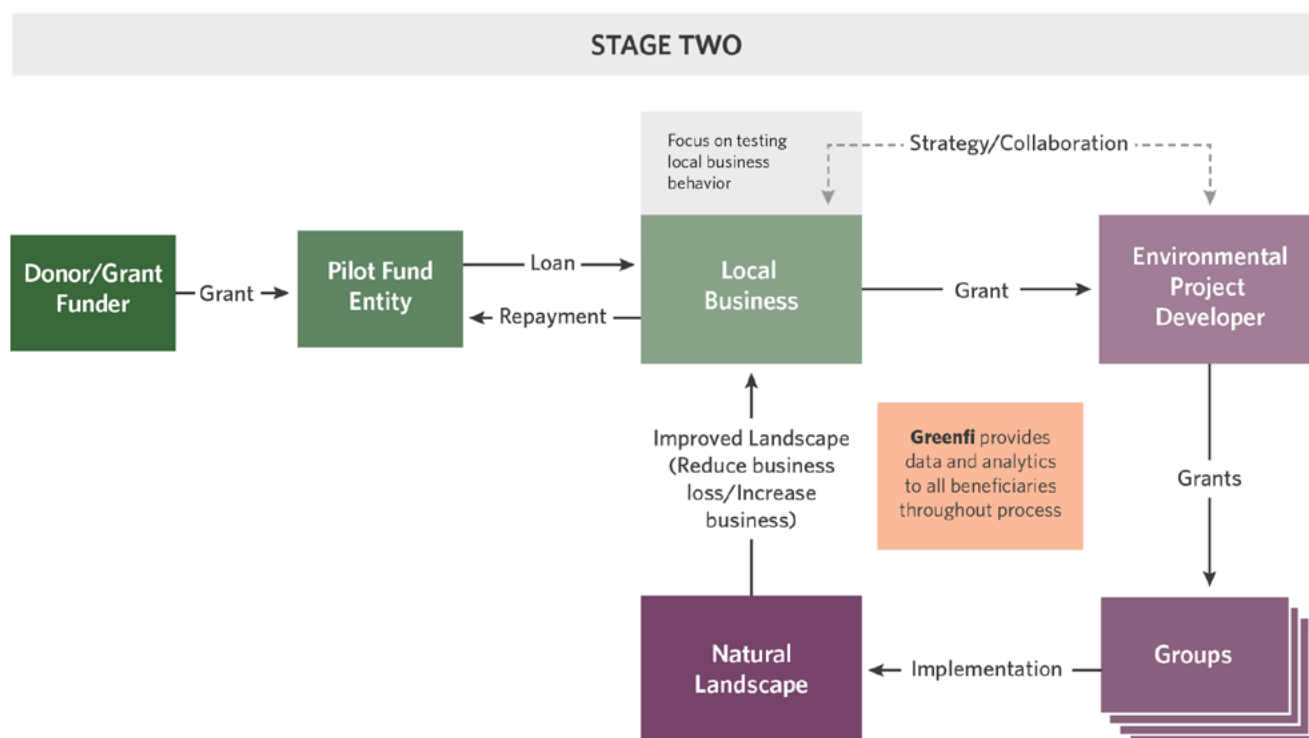 STAGE TWO
Focus on testing
local business
behavior
Strategy/Collaboration
Donor/Grant
Funder
Grant
Pilot Fund
Entity
Loan
Repayment
Local
Business
Grant
Environmental
Project
Developer
Improved Landscape
(Reduce business
loss/Increase
business)
Greenfi provides
data and analytics
to all beneficiaries
throughout process
Grants
Natural
Landscape
Implementation
Groups